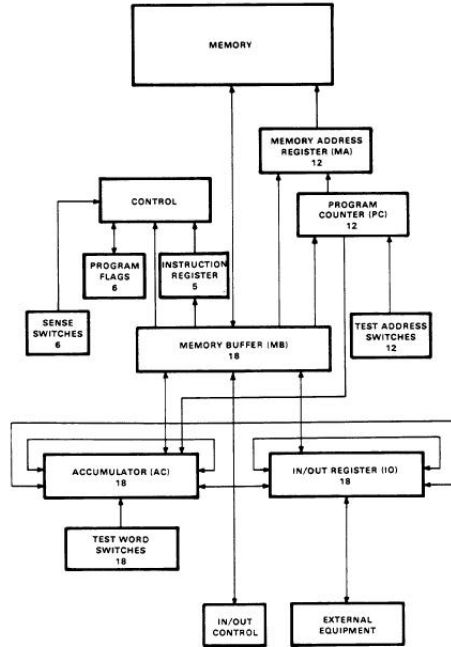 MEMORY
MEMORY ADDRESS
REGISTER (MA)
12
CONTROL
PROGRAM
COUNTER (PC)
12
PROGRAM
FLAGS
6
INSTRUCTION
REGISTER
5
SENSE
SWITCHES
6
MEMORY BUFFER (MB)
18
TEST ADDRESS
SWITCHES
12
ACCUMULATOR (AC)
18
IN/OUT REGISTER (IO)
18
TEST WORD
SWITCHES
18
IN/OUT
CONTROL
EXTERNAL
EQUIPMENT